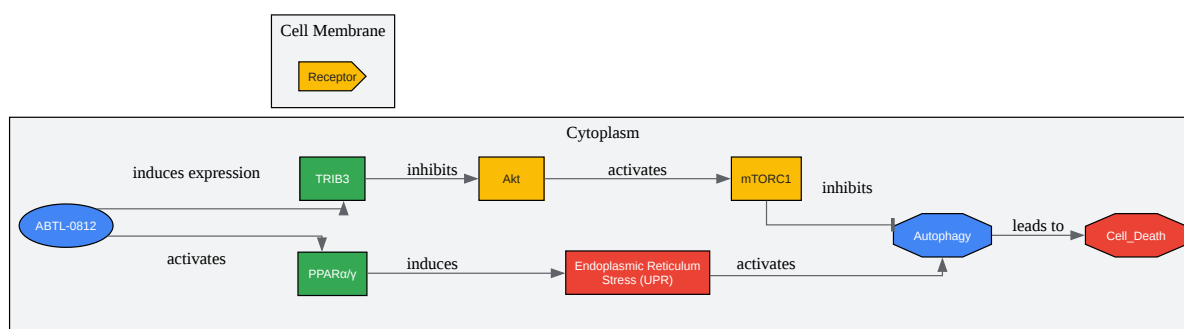 Cell Membrane
Receptor
Cytoplasm
induces expression
TRIB3
inhibits
Akt
activates
mTORC1
inhibits
ABTL-0812
activates
PPARα/γ
induces
Endoplasmic Reticulum
Stress (UPR)
activates
Autophagy
leads to
Cell_Death